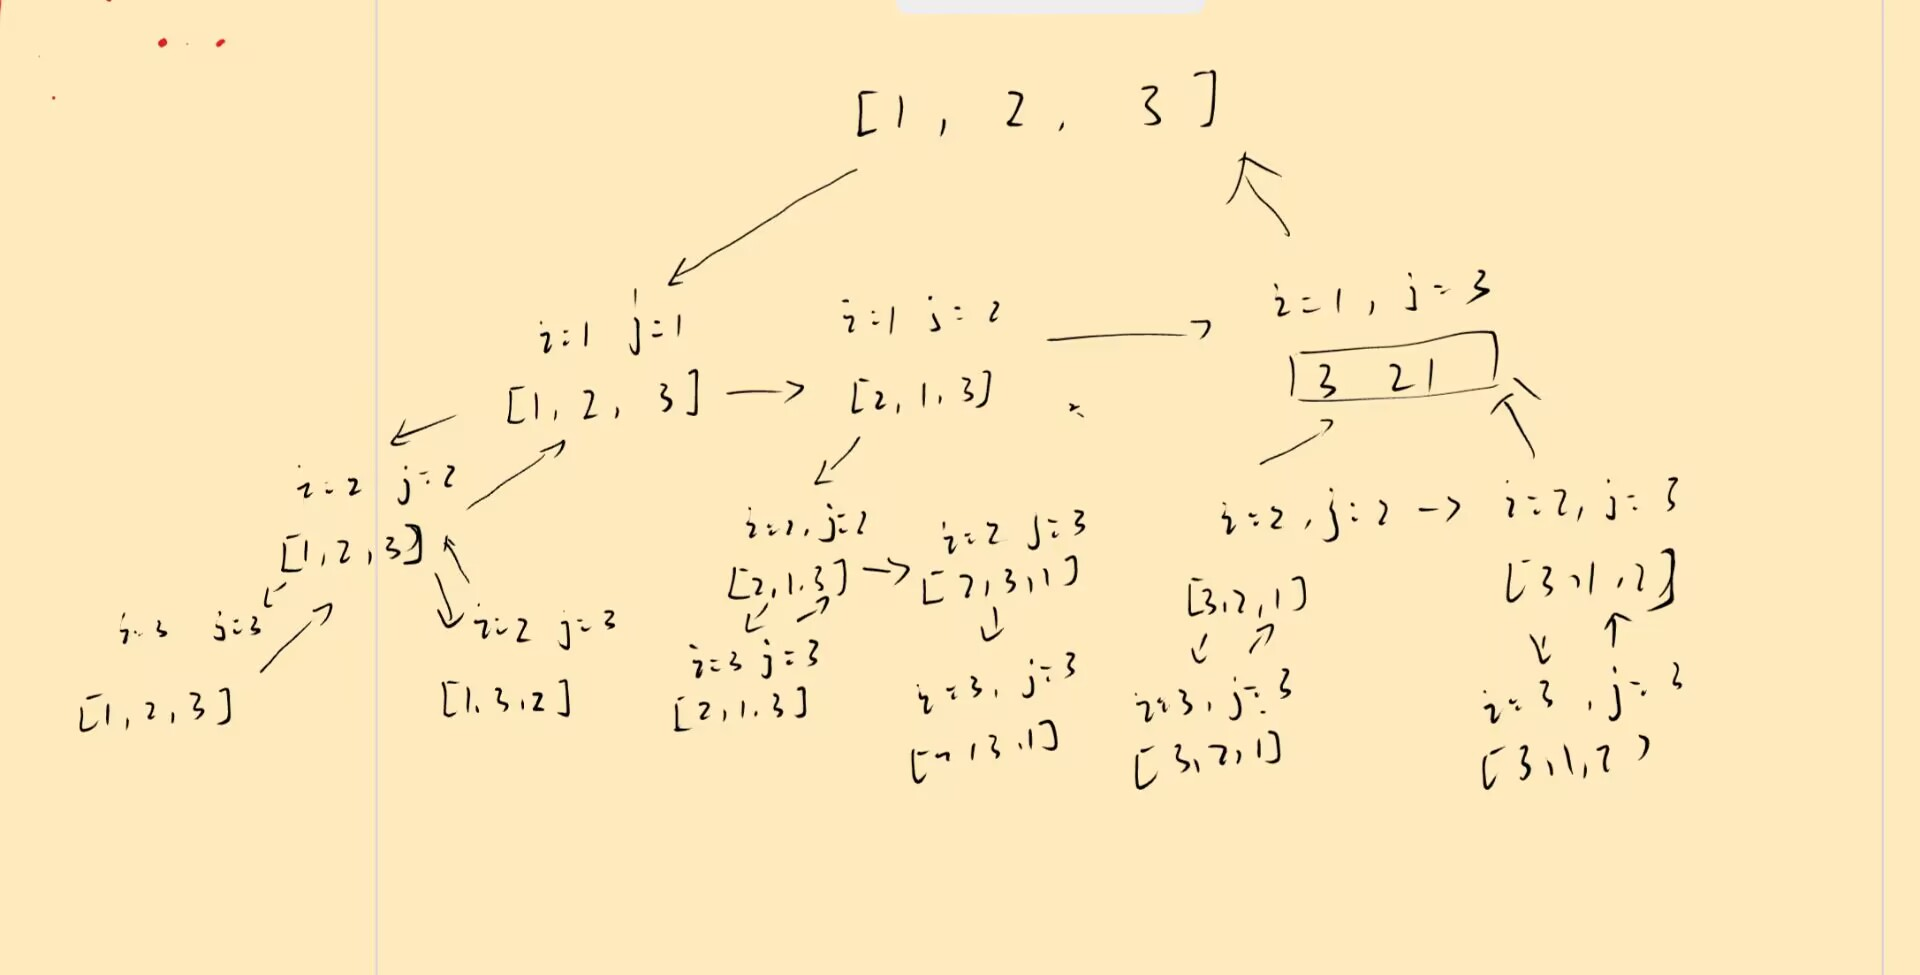 [1, 2, 3]
i=1 j=1
[1, 2, 3]
i=1 j=2
[2, 1, 3]
i=1, j=3
3 2 1
i=2 j=2
[1, 2, 3]
i=3 j=3
[1, 2, 3]
i=2 j=3
[1, 3, 2]
i=2, j=2
[2, 1, 3]
i=2 j=3
[2, 3, 1]
i=3 j=3
[2, 1, 3]
i=3, j=3
, 3, 1]
i=2, j=2
[3, 2, 1]
i=2, j=3
[3, 1, 2]
i=3, j=3
[3, 2, 1]
i=3, j=3
[3, 1, 2)